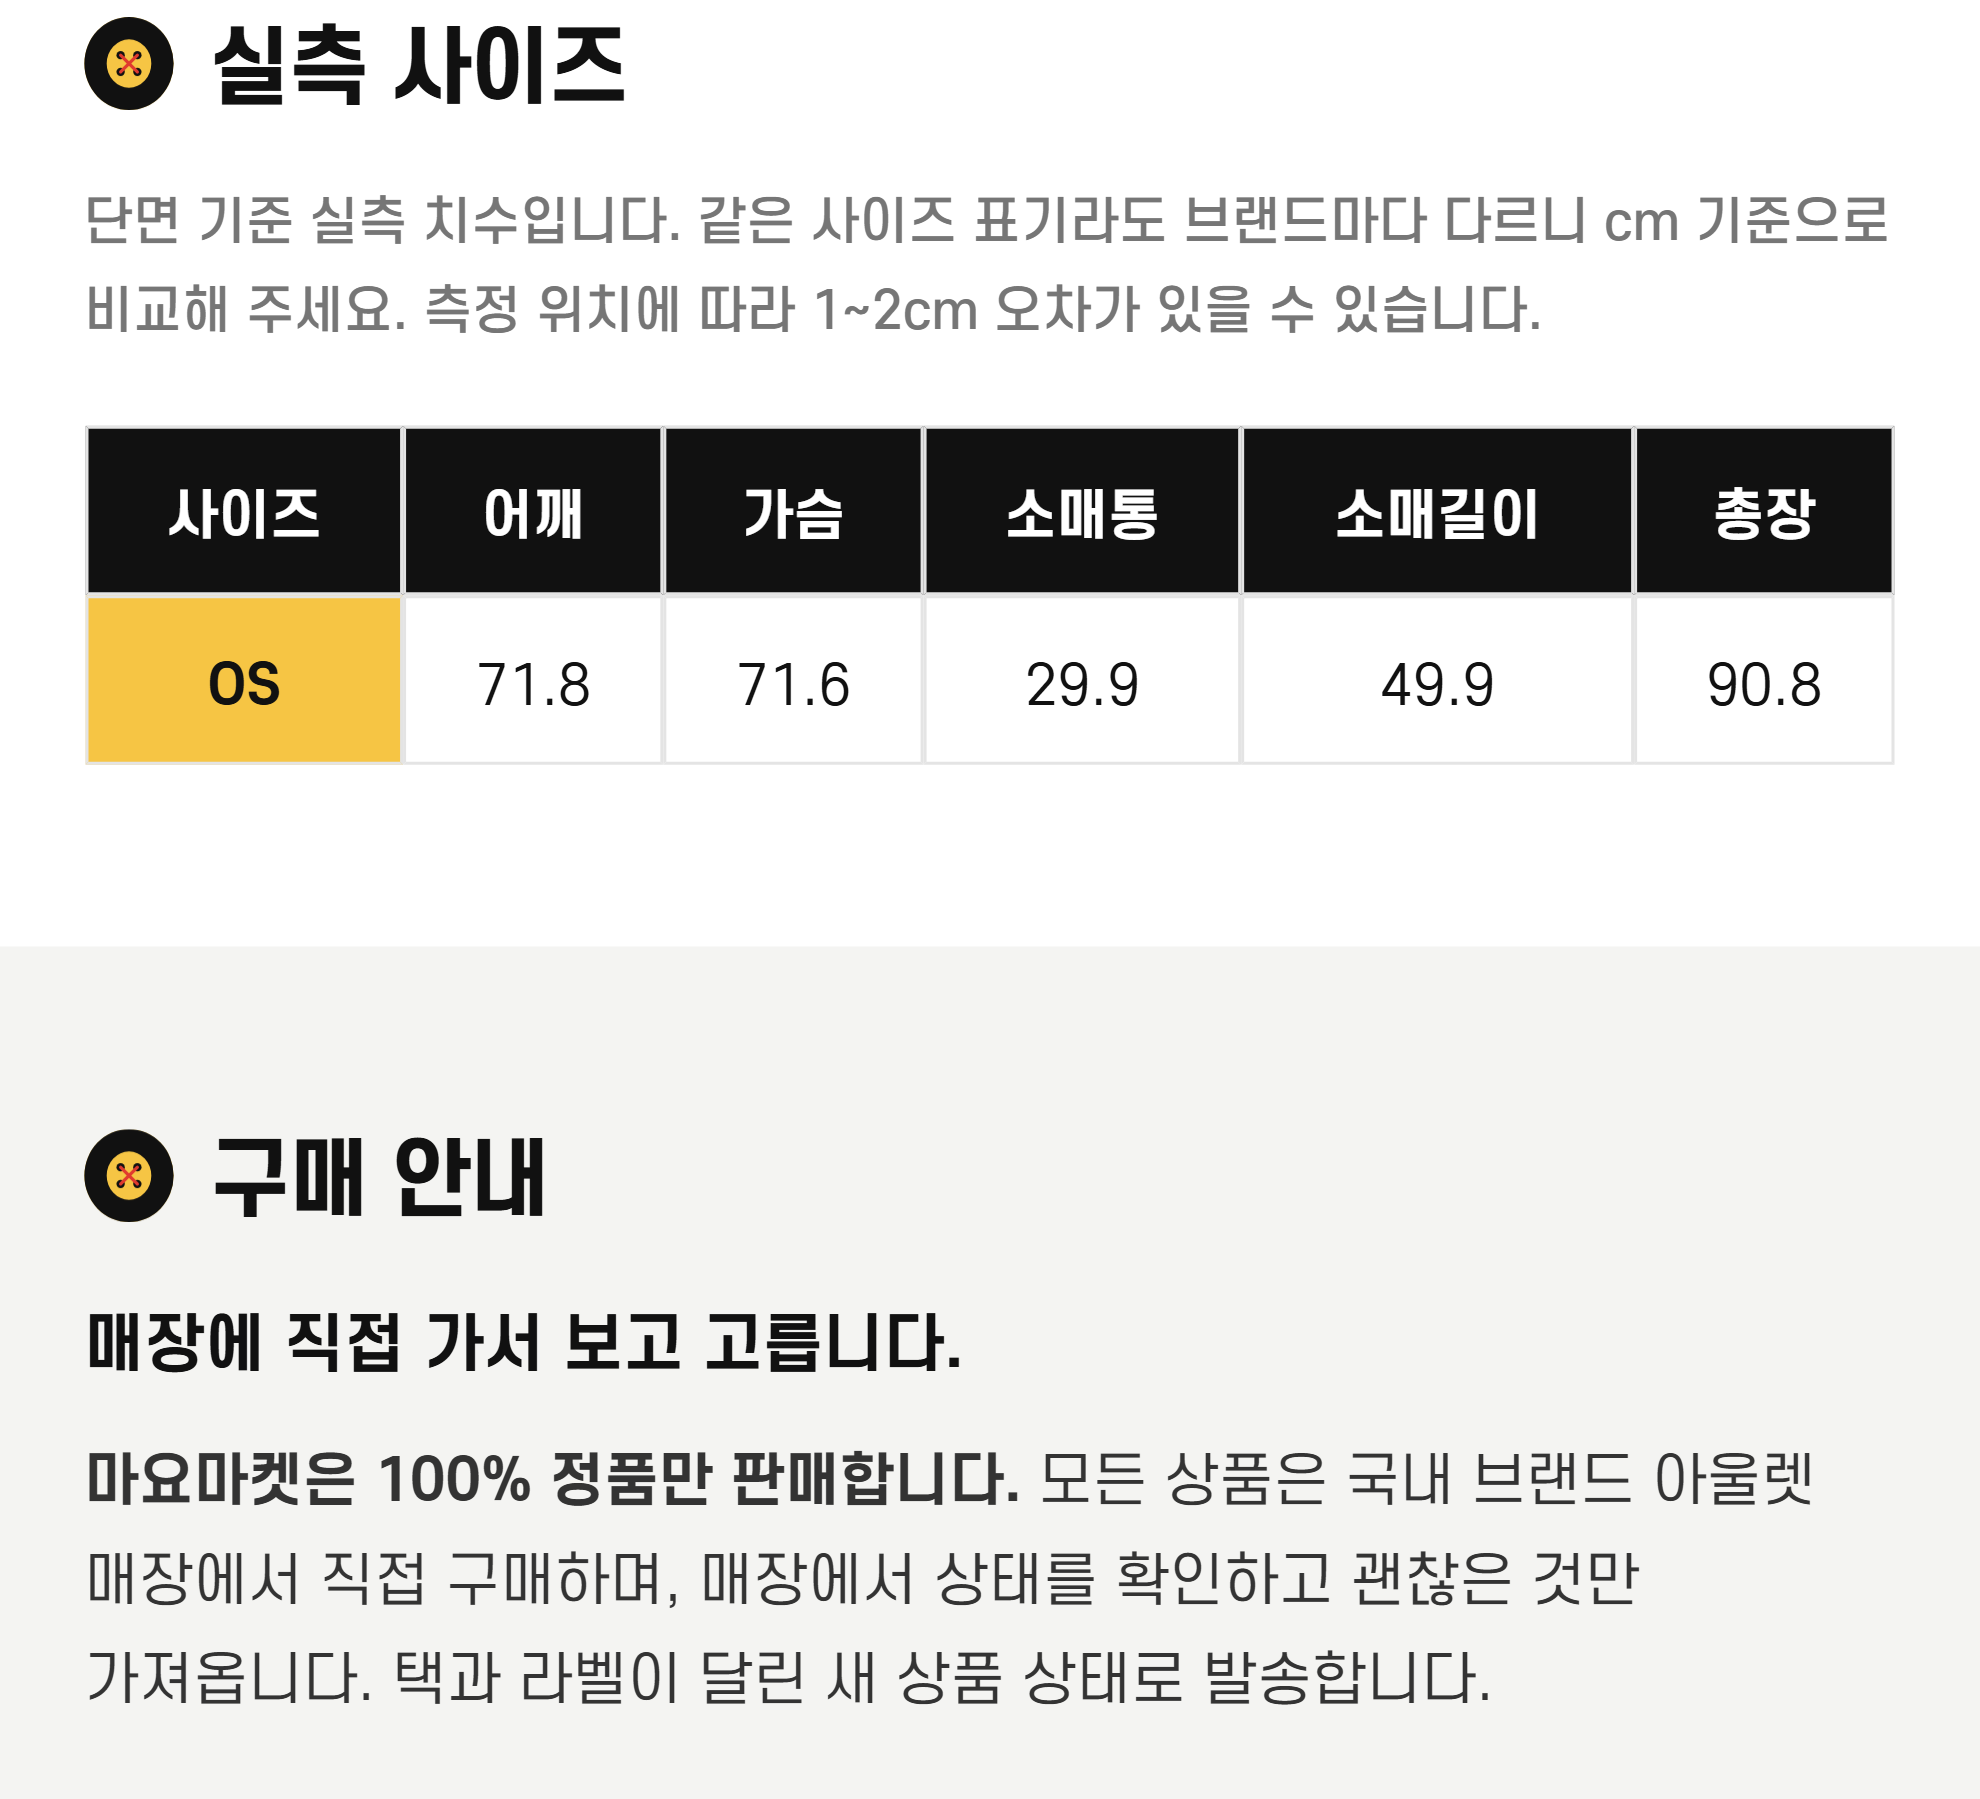 실측 사이즈
단면 기준 실측 치수입니다. 같은 사이즈 표기라도 브랜드마다 다르니 cm 기준으로
비교해 주세요. 측정 위치에 따라 1~2cm 오차가 있을 수 있습니다.
사이즈 어깨 가슴 소매통 소매길이 총장
OS 71.8 71.6 29.9 49.9 90.8
구매 안내
매장에 직접 가서 보고 고릅니다.
마요마켓은 100% 정품만 판매합니다. 모든 상품은 국내 브랜드 아울렛
매장에서 직접 구매하며, 매장에서 상태를 확인하고 괜찮은 것만
가져옵니다. 택과 라벨이 달린 새 상품 상태로 발송합니다.